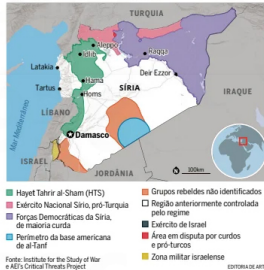 TURQUIA
Aleppo
Idlib
Raqqa
Latakia
Hama
Deir Ezzor
Tartus
Homs
SÍRIA
IRAQUE
LÍBANO
Mar Mediterrâneo
Damasco
ISRAEL
JORDÂNIA
100km
Hayet Tahrir al-Sham (HTS)
Exército Nacional Sírio, pró-Turquia
Forças Democráticas da Síria,
de maioria curda
Perímetro da base americana
de al-Tanf
Grupos rebeldes não identificados
Região anteriormente controlada
pelo regime
Exército de Israel
Área em disputa por curdos
e pró-turcos
Zona militar israelense
Fonte: Institute for the Study of War
e AEI's Critical Threats Project
EDITORIA DE ART